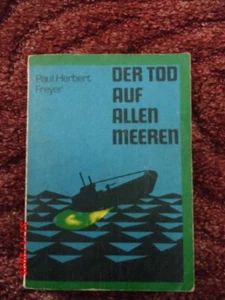 Paul Herbert
Freyer
DER TOD
AUF
ALLEN
MEEREN